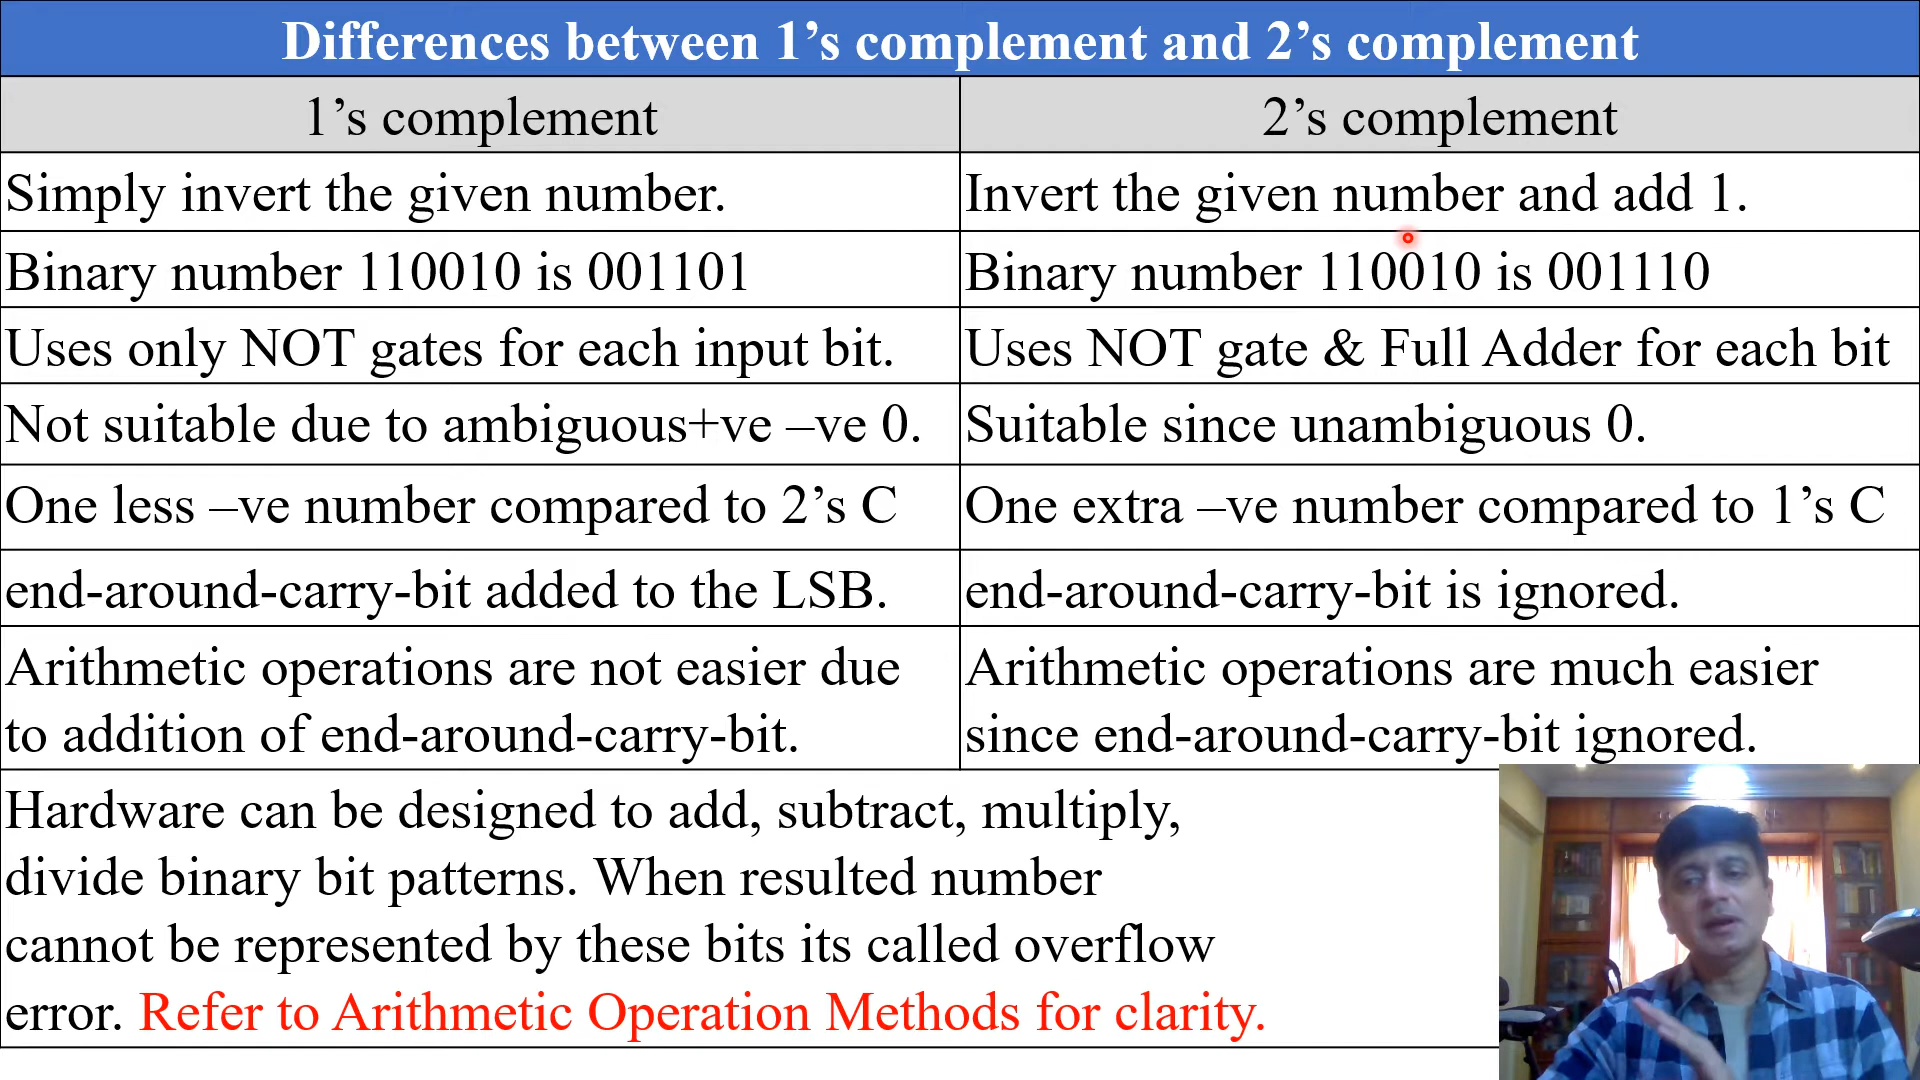 Differences between 1’s complement and 2’s complement
1’s complement
2’s complement
Simply invert the given number.
Invert the given number and add 1.
Binary number 110010 is 001101
Binary number 110010 is 001110
Uses only NOT gates for each input bit.
Uses NOT gate & Full Adder for each bit
Not suitable due to ambiguous+ve –ve 0.
Suitable since unambiguous 0.
One less –ve number compared to 2’s C
One extra –ve number compared to 1’s C
end-around-carry-bit added to the LSB.
end-around-carry-bit is ignored.
Arithmetic operations are not easier due
to addition of end-around-carry-bit.
Arithmetic operations are much easier
since end-around-carry-bit ignored.
Hardware can be designed to add, subtract, multiply,
divide binary bit patterns. When resulted number
cannot be represented by these bits its called overflow
error. Refer to Arithmetic Operation Methods for clarity.